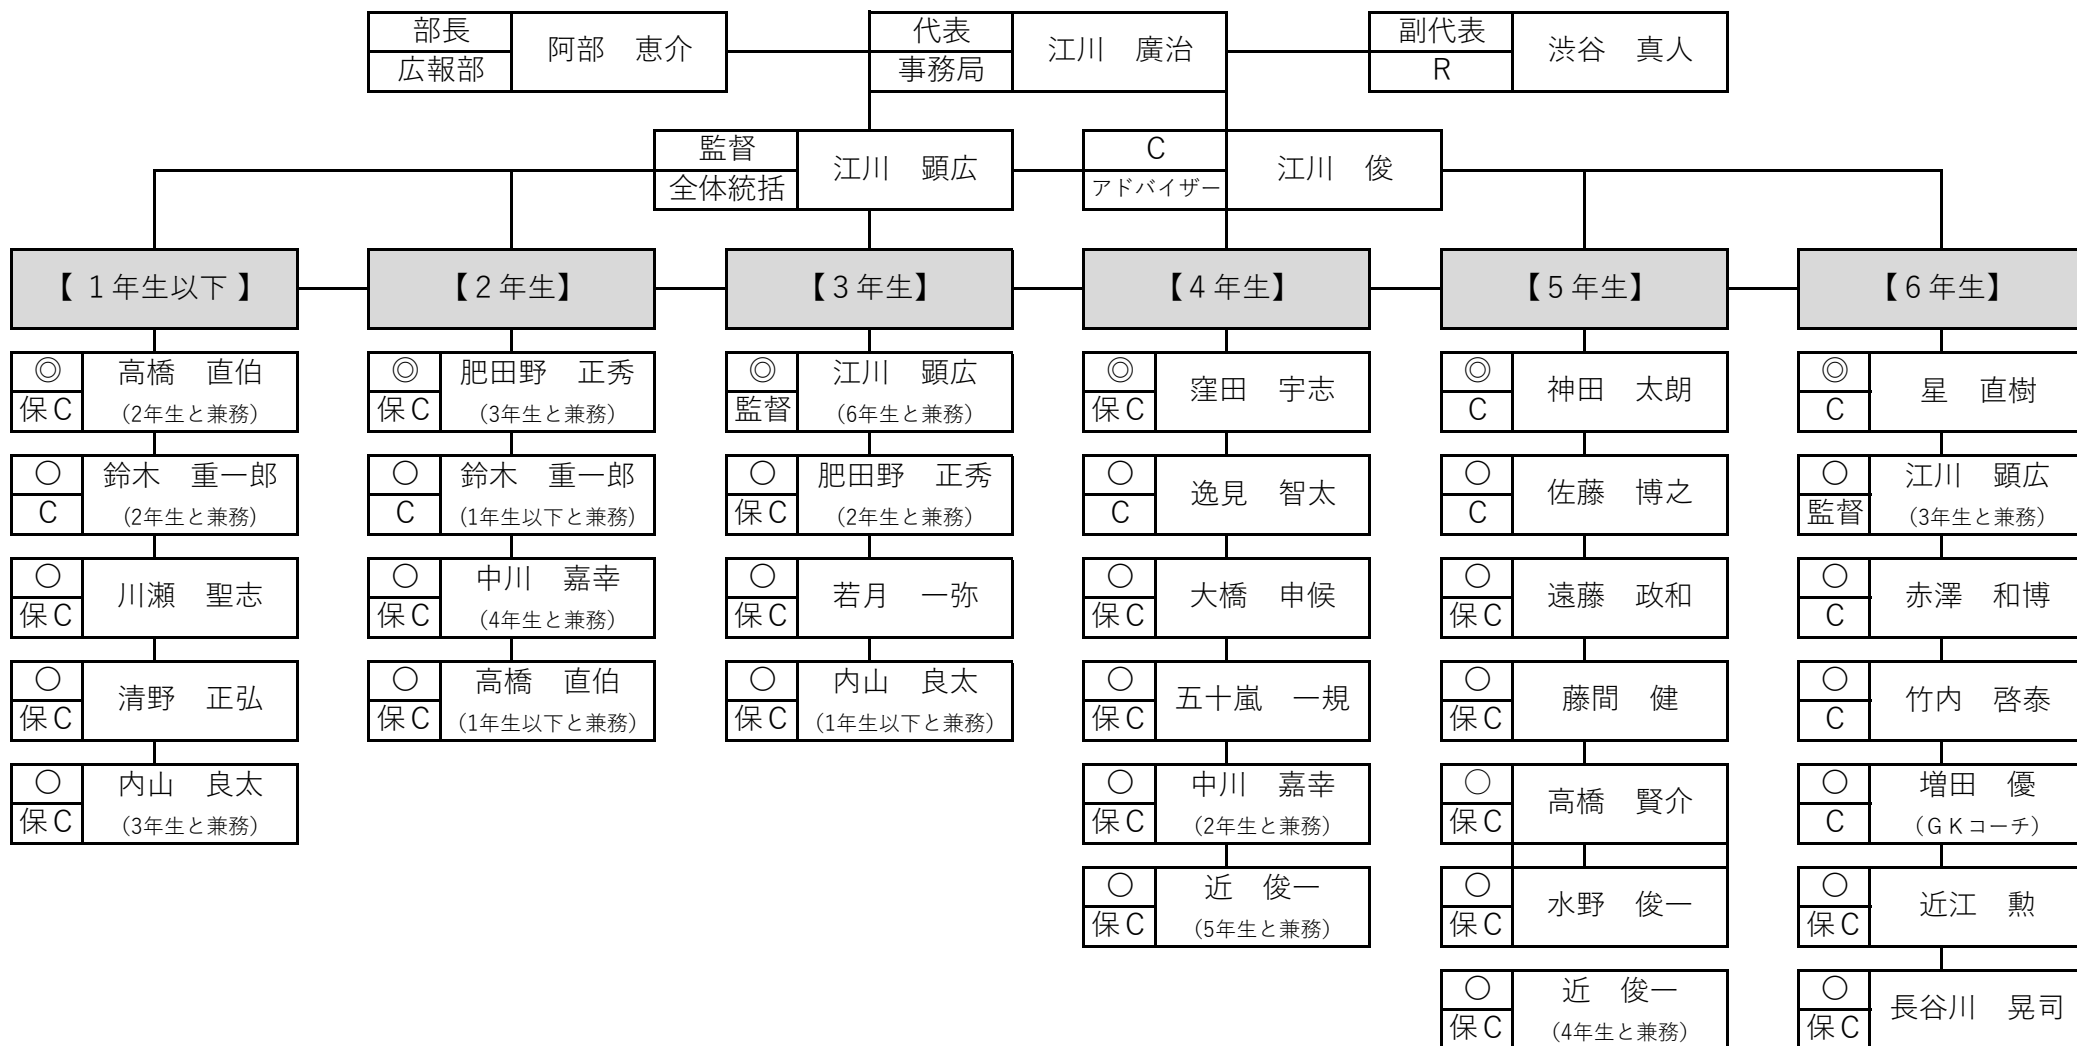 部長
広報部
阿部　恵介
代表
事務局
江川　廣治
副代表
R
渋谷　真人
監督
全体統括
江川　顕広
C
アドバイザー
江川　俊
【 １年生以下 】
【２年生】
【３年生】
【４年生】
【５年生】
【６年生】
◎
保C
高橋　直伯
（2年生と兼務）
○
C
鈴木　重一郎
（2年生と兼務）
○
保C
川瀬　聖志
○
保C
清野　正弘
○
保C
内山　良太
（3年生と兼務）
◎
保C
肥田野　正秀
（3年生と兼務）
○
C
鈴木　重一郎
（1年生以下と兼務）
○
保C
中川　嘉幸
（4年生と兼務）
○
保C
高橋　直伯
（1年生以下と兼務）
◎
監督
江川　顕広
（6年生と兼務）
○
保C
肥田野　正秀
（2年生と兼務）
○
保C
若月　一弥
○
保C
内山　良太
（1年生以下と兼務）
◎
保C
窪田　宇志
○
C
逸見　智太
○
保C
大橋　申候
○
保C
五十嵐　一規
○
保C
中川　嘉幸
（2年生と兼務）
○
保C
近　俊一
（5年生と兼務）
◎
C
神田　太朗
○
C
佐藤　博之
○
保C
遠藤　政和
○
保C
藤間　健
○
保C
高橋　賢介
○
保C
水野　俊一
○
保C
近　俊一
（4年生と兼務）
◎
C
星　直樹
○
監督
江川　顕広
（3年生と兼務）
○
C
赤澤　和博
○
C
竹内　啓泰
○
C
増田　優
（ＧＫコーチ）
○
保C
近江　勲
○
保C
長谷川　晃司